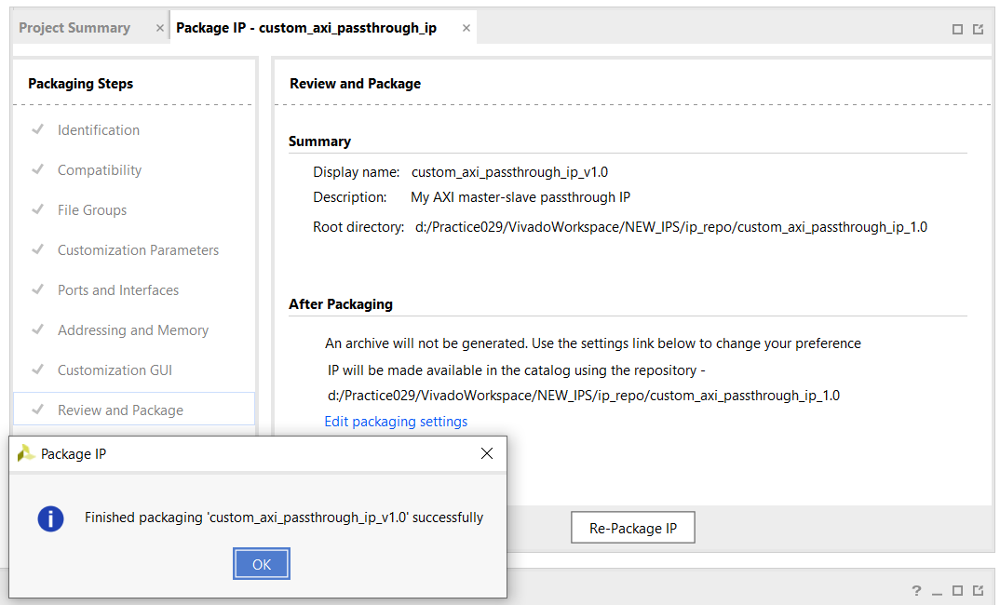 Project Summary
Package IP - custom_axi_passthrough_ip
Packaging Steps
Identification
Compatibility
File Groups
Customization Parameters
Ports and Interfaces
Addressing and Memory
Customization GUI
Review and Package
Review and Package
Summary
Display name: custom_axi_passthrough_ip_v1.0
Description: My AXI master-slave passthrough IP
Root directory: d:/Practice029/VivadoWorkspace/NEW_IPS/ip_repo/custom_axi_passthrough_ip_1.0
After Packaging
An archive will not be generated. Use the settings link below to change your preference
IP will be made available in the catalog using the repository -
d:/Practice029/VivadoWorkspace/NEW_IPS/ip_repo/custom_axi_passthrough_ip_1.0
Edit packaging settings
Re-Package IP
Package IP
Finished packaging 'custom_axi_passthrough_ip_v1.0' successfully
OK
?